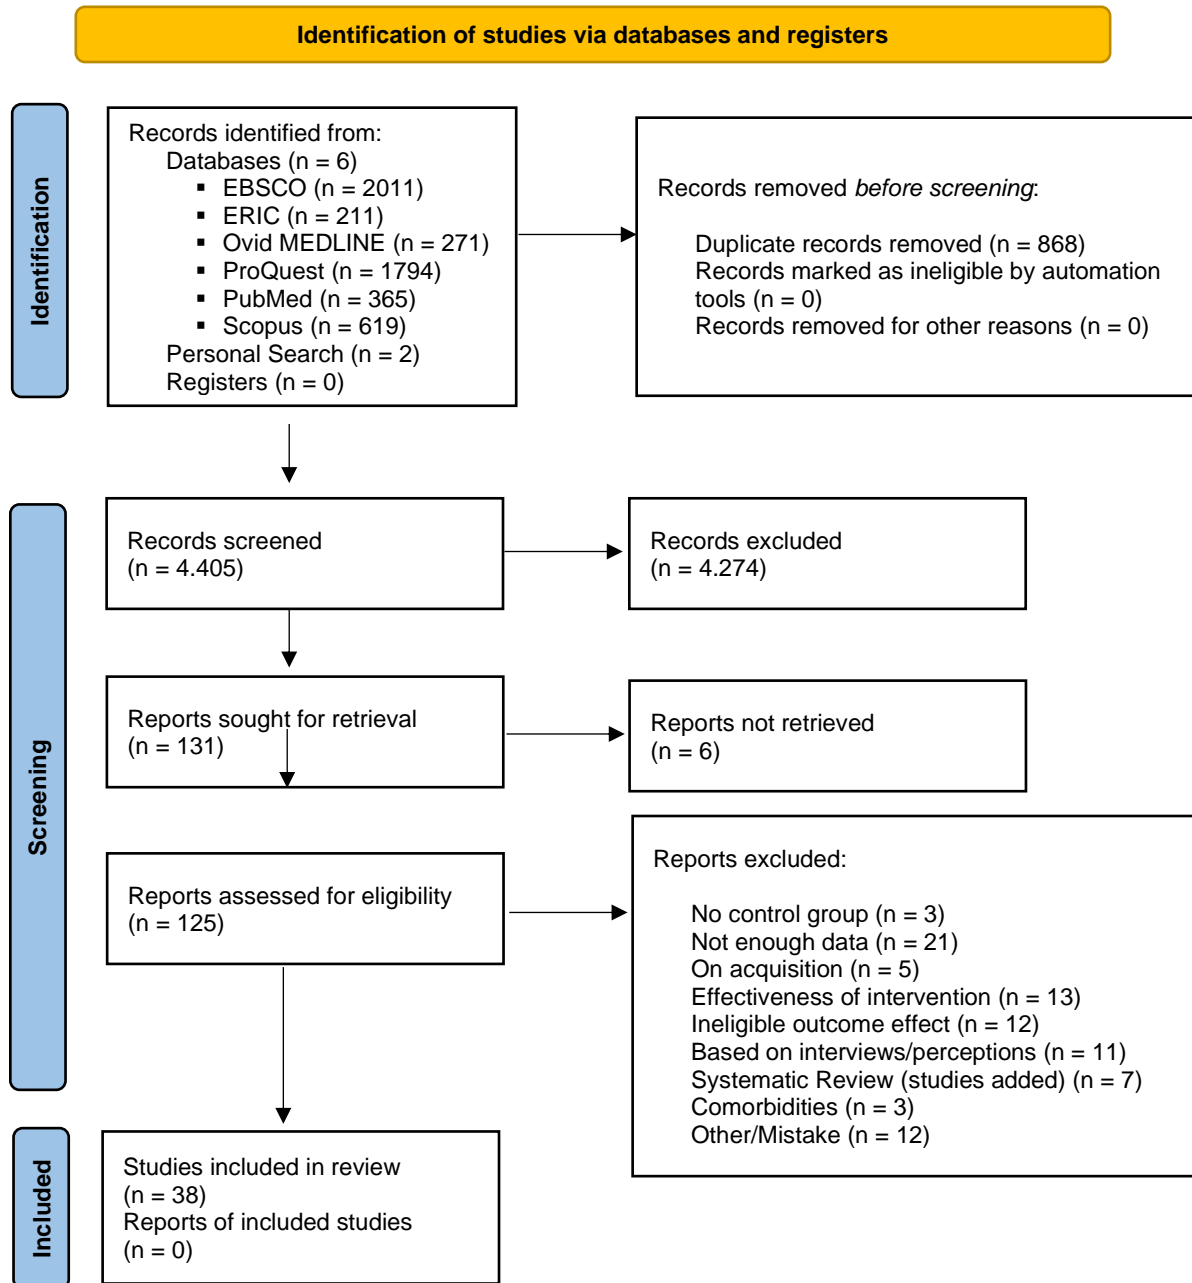 Identification of studies via databases and registers
Identification
Records identified from:
Databases (n = 6)
▪ EBSCO (n = 2011)
▪ ERIC (n = 211)
▪ Ovid MEDLINE (n = 271)
▪ ProQuest (n = 1794)
▪ PubMed (n = 365)
▪ Scopus (n = 619)
Personal Search (n = 2)
Registers (n = 0)
Records removed before screening:
Duplicate records removed (n = 868)
Records marked as ineligible by automation
tools (n = 0)
Records removed for other reasons (n = 0)
Screening
Records screened
(n = 4.405)
Records excluded
(n = 4.274)
Reports sought for retrieval
(n = 131)
Reports not retrieved
(n = 6)
Reports assessed for eligibility
(n = 125)
Reports excluded:
No control group (n = 3)
Not enough data (n = 21)
On acquisition (n = 5)
Effectiveness of intervention (n = 13)
Ineligible outcome effect (n = 12)
Based on interviews/perceptions (n = 11)
Systematic Review (studies added) (n = 7)
Comorbidities (n = 3)
Other/Mistake (n = 12)
Included
Studies included in review
(n = 38)
Reports of included studies
(n = 0)